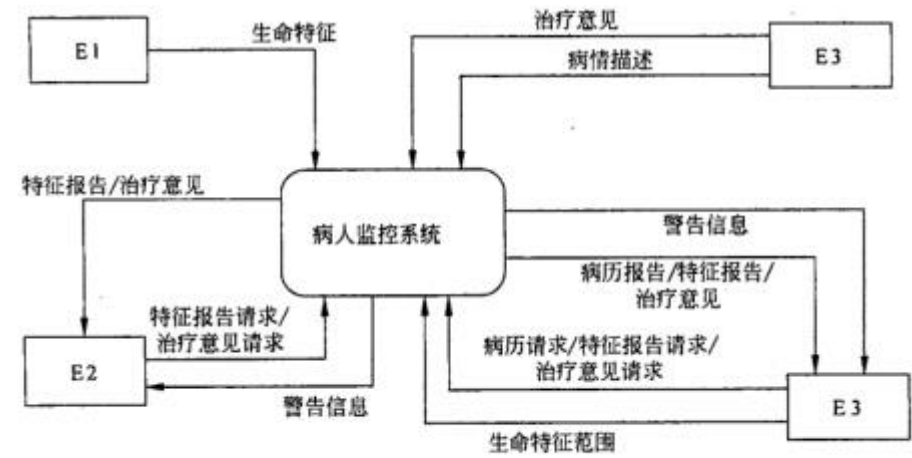 E1
生命特征
治疗意见
病情描述
E3
特征报告/治疗意见
病人监控系统
警告信息
病历报告/特征报告/
治疗意见
特征报告请求/
治疗意见请求
病历请求/特征报告请求/
治疗意见请求
E2
警告信息
生命特征范围
E3